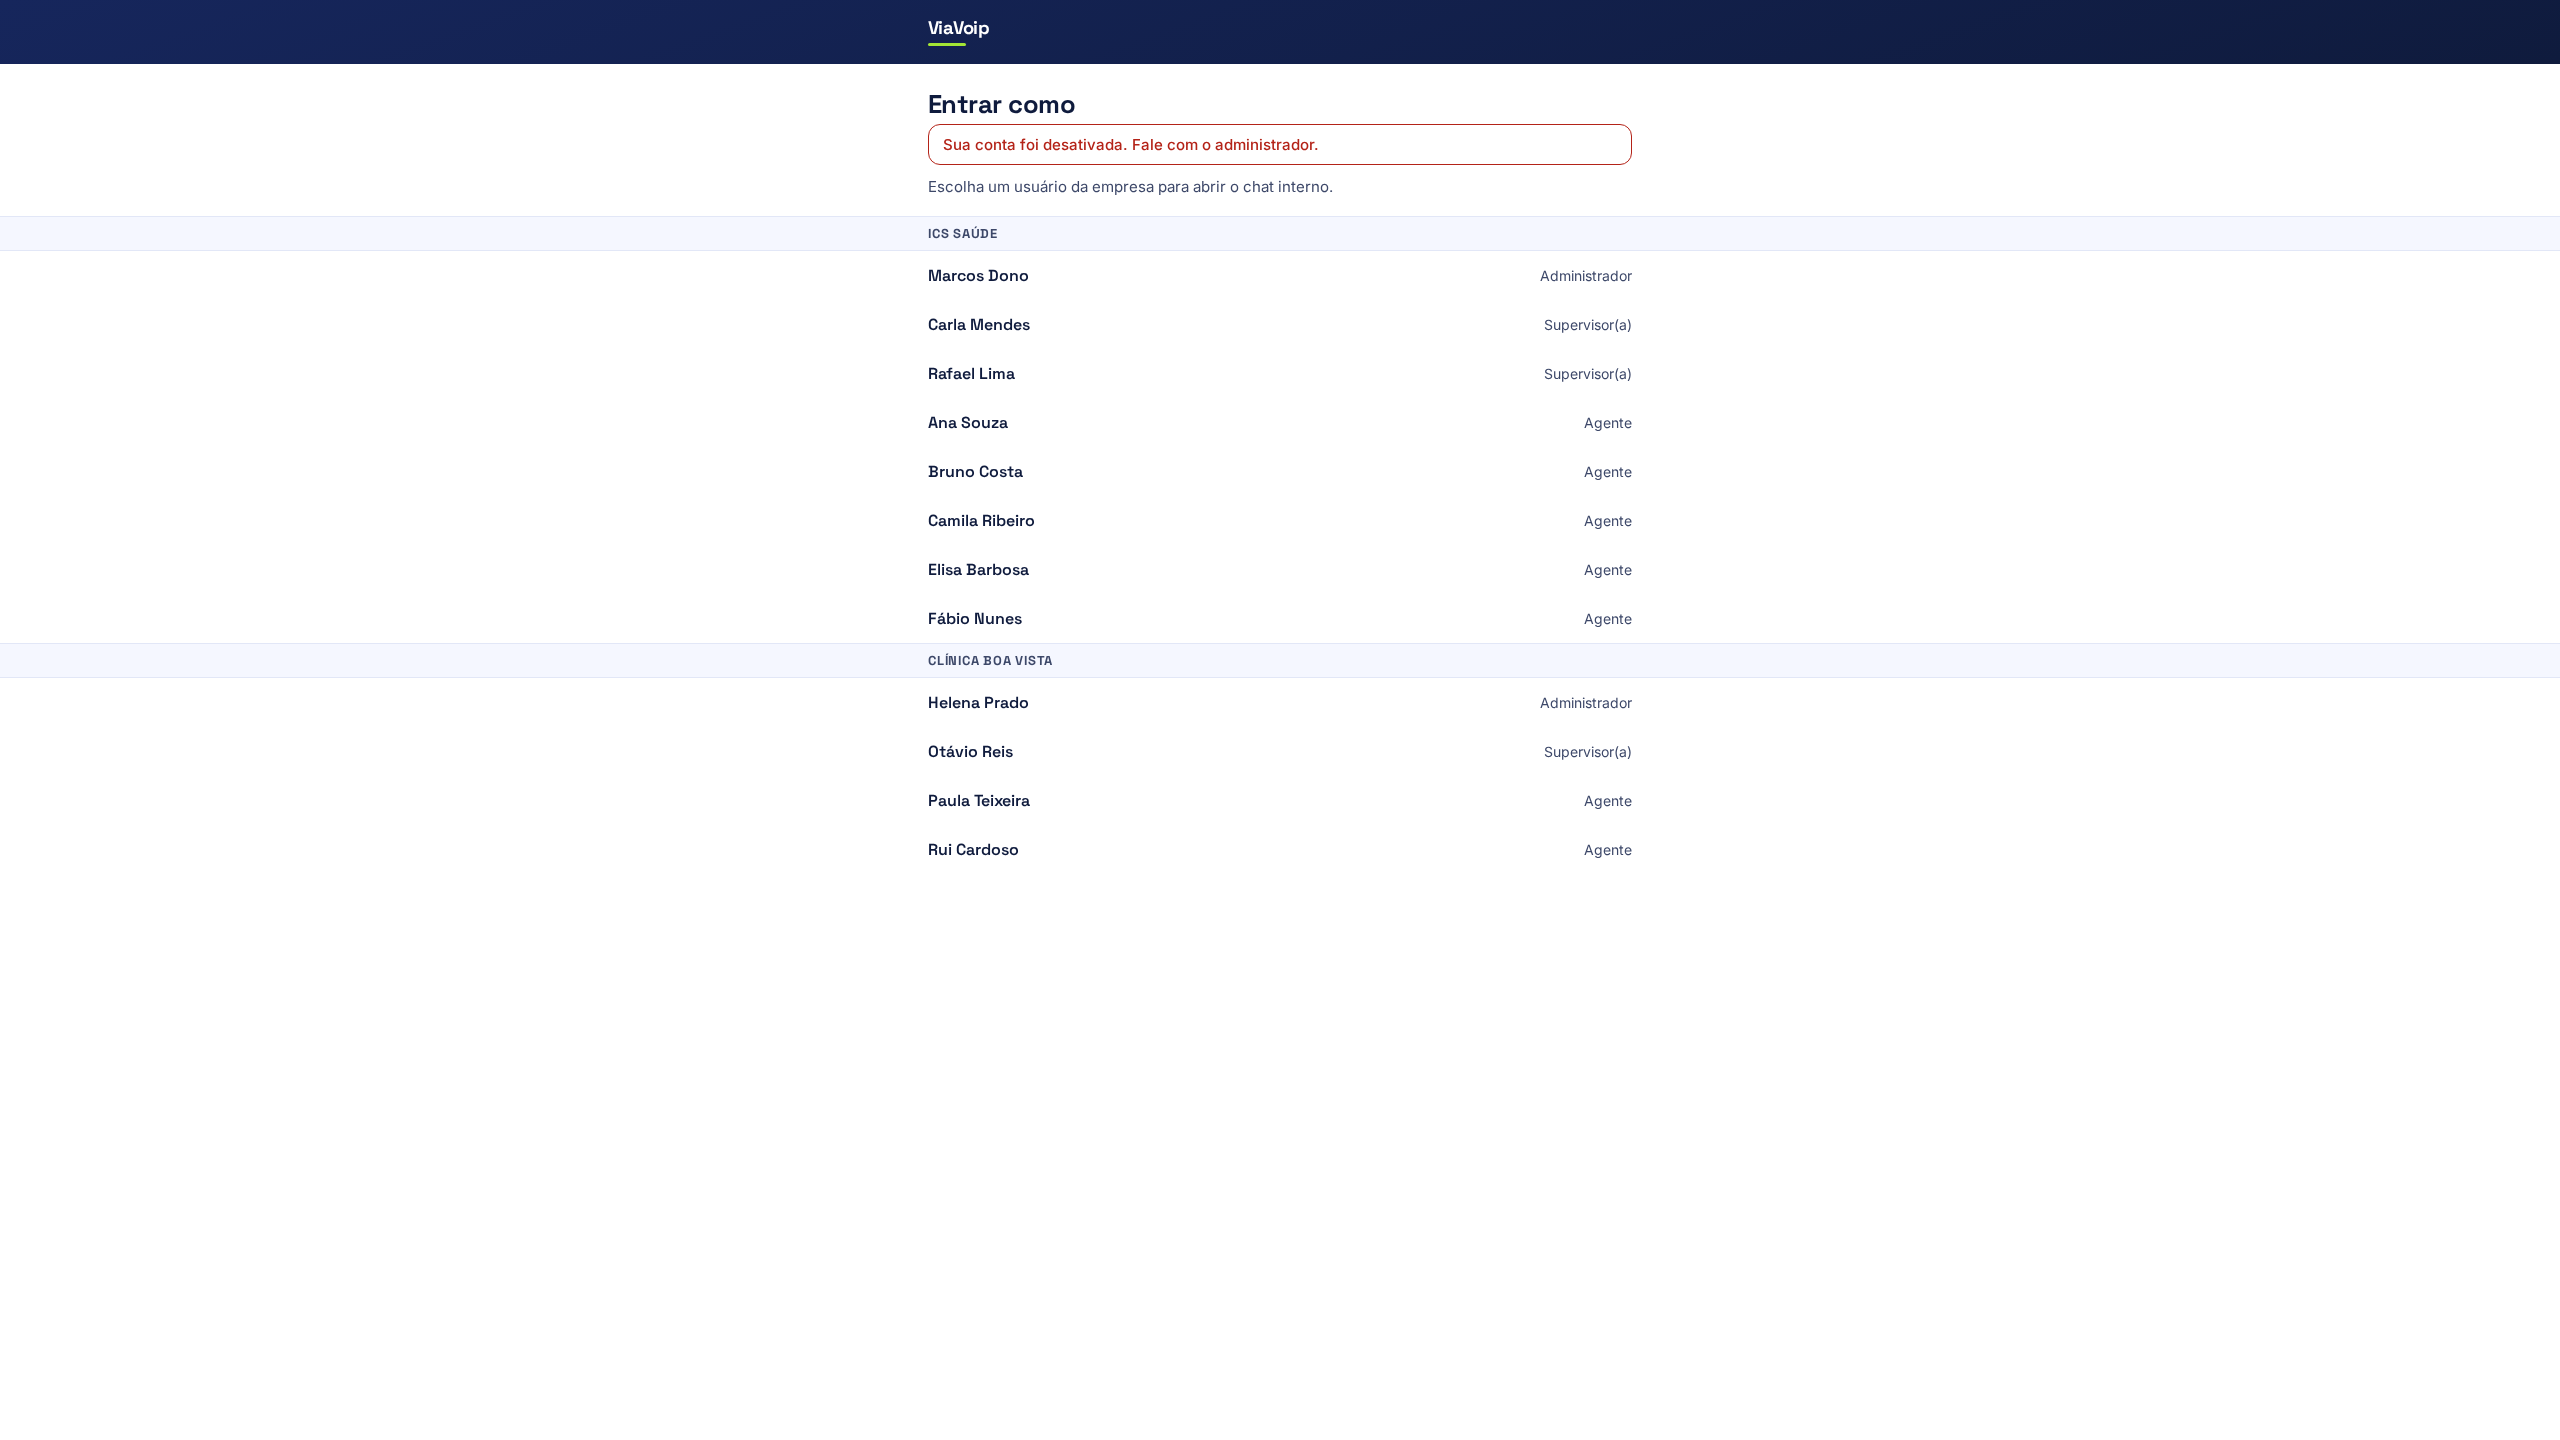 ViaVoip
Entrar como
Sua conta foi desativada. Fale com o administrador.
Escolha um usuário da empresa para abrir o chat interno.
ICS SAÚDE
Marcos Dono Administrador
Carla Mendes Supervisor(a)
Rafael Lima Supervisor(a)
Ana Souza Agente
Bruno Costa Agente
Camila Ribeiro Agente
Elisa Barbosa Agente
Fábio Nunes Agente
CLÍNICA BOA VISTA
Helena Prado Administrador
Otávio Reis Supervisor(a)
Paula Teixeira Agente
Rui Cardoso Agente